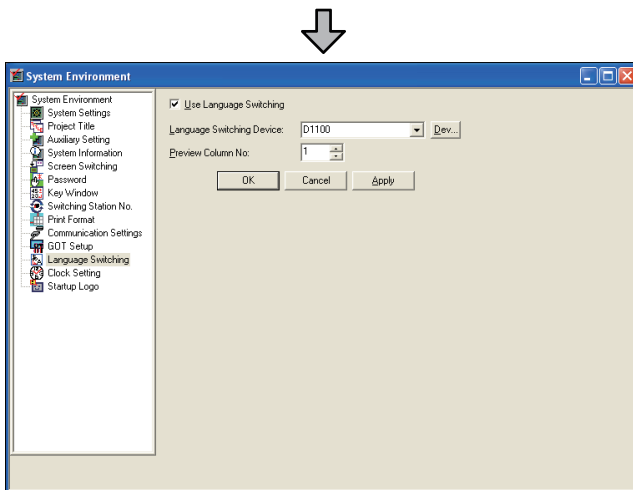 System Environment
System Environment
System Settings
Project Title
Auxiliary Setting
System Information
Screen Switching
Password
Key Window
Switching Station No.
Print Format
Communication Settings
GOT Setup
Language Switching
Clock Setting
Startup Logo
Use Language Switching
Language Switching Device: D1100 Dev...
Preview Column No: 1
OK Cancel Apply